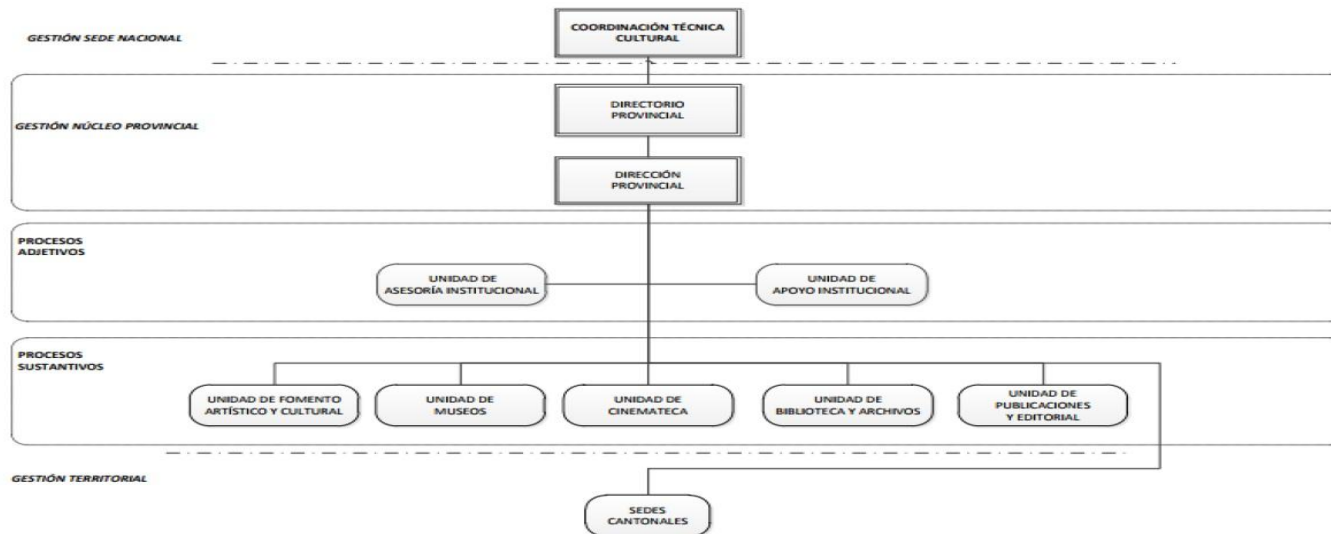 COORDINACIÓN TÉCNICA
CULTURAL
GESTIÓN SEDE NACIONAL
DIRECTORIO
PROVINCIAL
GESTIÓN NÚCLEO PROVINCIAL
DIRECCIÓN
PROVINCIAL
PROCESOS
ADJETIVOS
UNIDAD DE
ASESORÍA INSTITUCIONAL
UNIDAD DE
APOYO INSTITUCIONAL
PROCESOS
SUSTANTIVOS
UNIDAD DE FOMENTO
ARTÍSTICO Y CULTURAL
UNIDAD DE
MUSEOS
UNIDAD DE
CINEMATECA
UNIDAD DE
BIBLIOTECA Y ARCHIVOS
UNIDAD DE
PUBLICACIONES
Y EDITORIAL
GESTIÓN TERRITORIAL
SEDES
CANTONALES